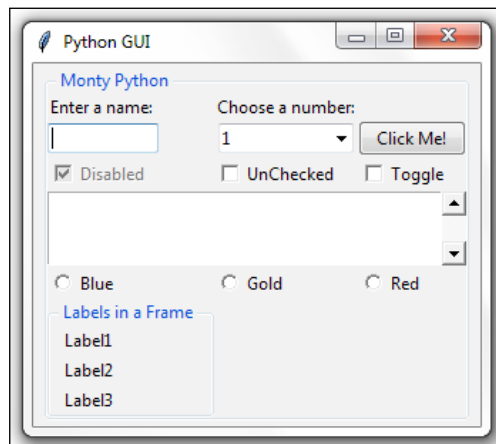 Python GUI
Monty Python
Enter a name: Choose a number:
1 Click Me!
Disabled UnChecked Toggle
Blue Gold Red
Labels in a Frame
Label1
Label2
Label3